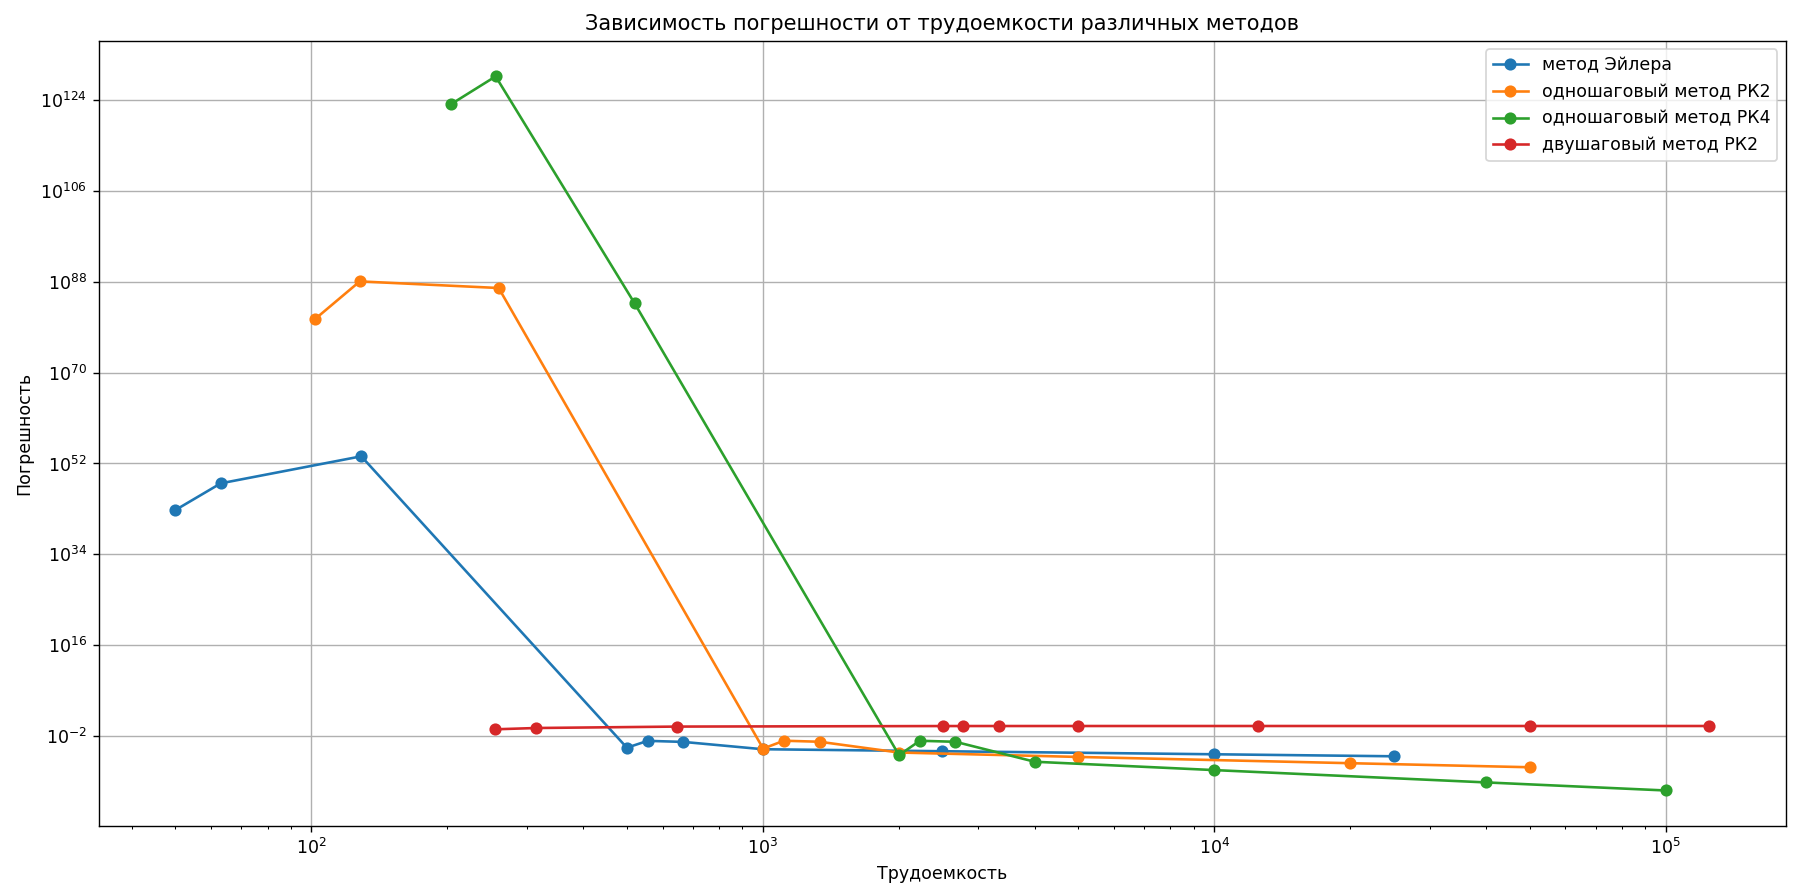 Зависимость погрешности от трудоемкости различных методов
метод Эйлера
одношаговый метод РК2
одношаговый метод РК4
двушаговый метод РК2
Погрешность
10^124
10^106
10^88
10^70
10^52
10^34
10^16
10^−2
10^2
10^3
10^4
10^5
Трудоемкость